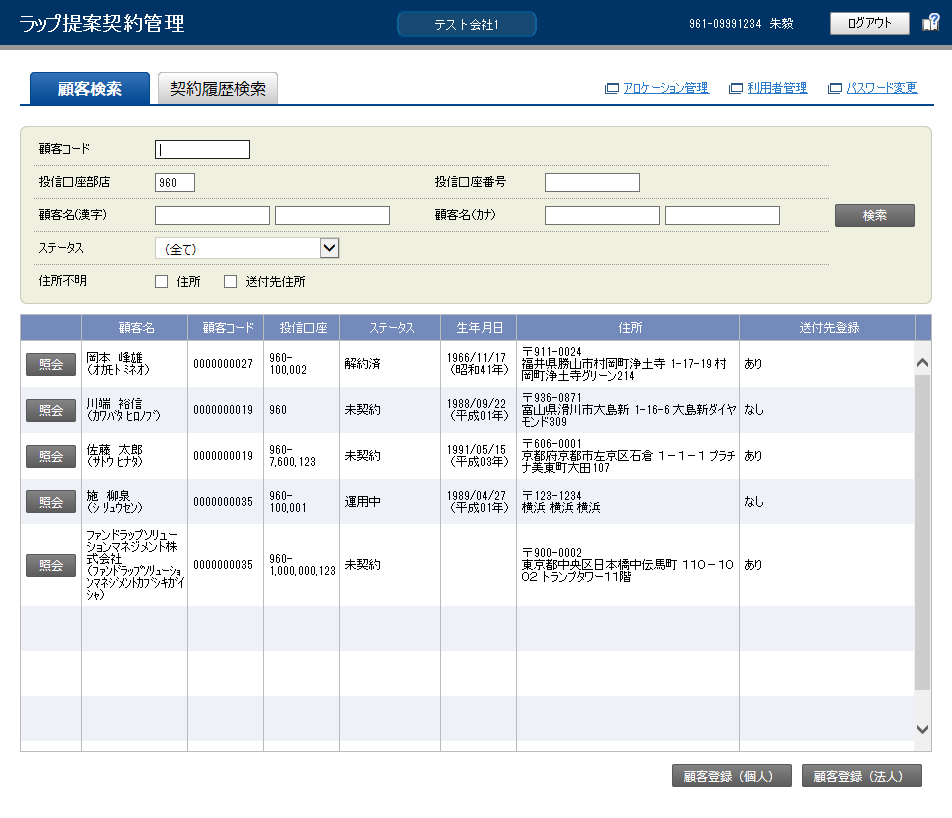 ラップ提案契約管理
テスト会社1
961-09991234 朱毅
ログアウト
顧客検索
契約履歴検索
アロケーション管理
利用者管理
パスワード変更
顧客コード
投信口座部店 960 投信口座番号
顧客名(漢字) 顧客名(カナ)
検索
ステータス (全て)
住所不明 住所 送付先住所
顧客名 顧客コード 投信口座 ステータス 生年月日 住所 送付先登録
照会
岡本 峰雄
(オカモト ミネオ)
0000000027
960-
100,002
解約済
1966/11/17
(昭和41年)
〒911-0024
福井県勝山市村岡町浄土寺 1-17-19 村
岡町浄土寺グリーン214
あり
照会
川端 裕信
(カワバタ ヒロノブ)
0000000019
960
未契約
1988/09/22
(平成01年)
〒936-0871
富山県滑川市大島新 1-16-6 大島新ダイヤ
モンド309
なし
照会
佐藤 太郎
(サトウ ヒナタ)
0000000019
960-
7,600,123
未契約
1991/05/15
(平成03年)
〒606-0001
京都府京都市左京区石倉 1－1－1 プラチ
ナ美東町大田107
あり
照会
施 柳泉
(シ リュウセン)
0000000035
960-
100,001
運用中
1989/04/27
(平成01年)
〒123-1234
横浜 横浜 横浜
なし
照会
ファンドラップソリュー
ションマネジメント株
式会社
(ファンドラップソリューショ
ンマネジメントカブシキガイ
シャ)
0000000035
960-
1,000,000,123
未契約
〒900-0002
東京都中央区日本橋中伝馬町 110－10
02 トランプタワー11階
あり
顧客登録（個人）
顧客登録（法人）